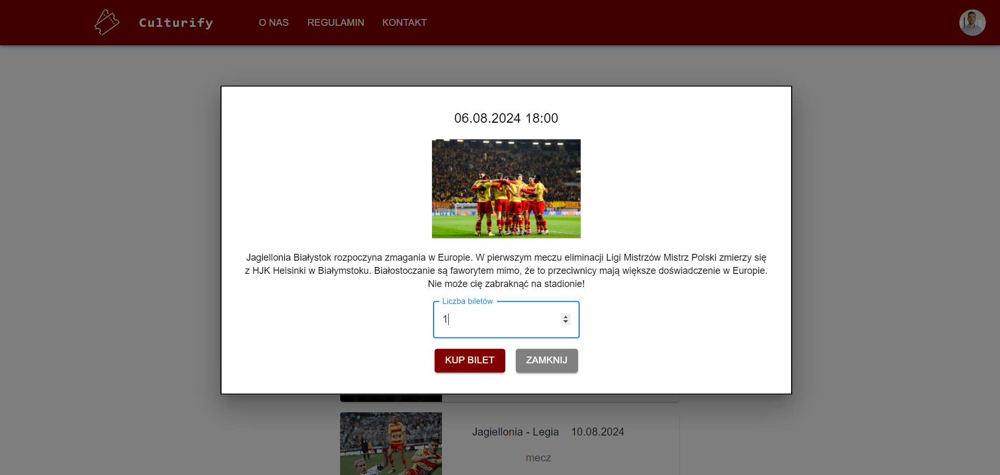 Culturify
O NAS
REGULAMIN
KONTAKT
06.08.2024 18:00
Jagiellonia Białystok rozpoczyna zmagania w Europie. W pierwszym meczu eliminacji Ligi Mistrzów Mistrz Polski zmierzy się
z HJK Helsinki w Białymstoku. Białostoczanie są faworytem mimo, że to przeciwnicy mają większe doświadczenie w Europie.
Nie może cię zabraknąć na stadionie!
Liczba biletów
1
KUP BILET
ZAMKNIJ
Jagiellonia - Legia 10.08.2024
mecz